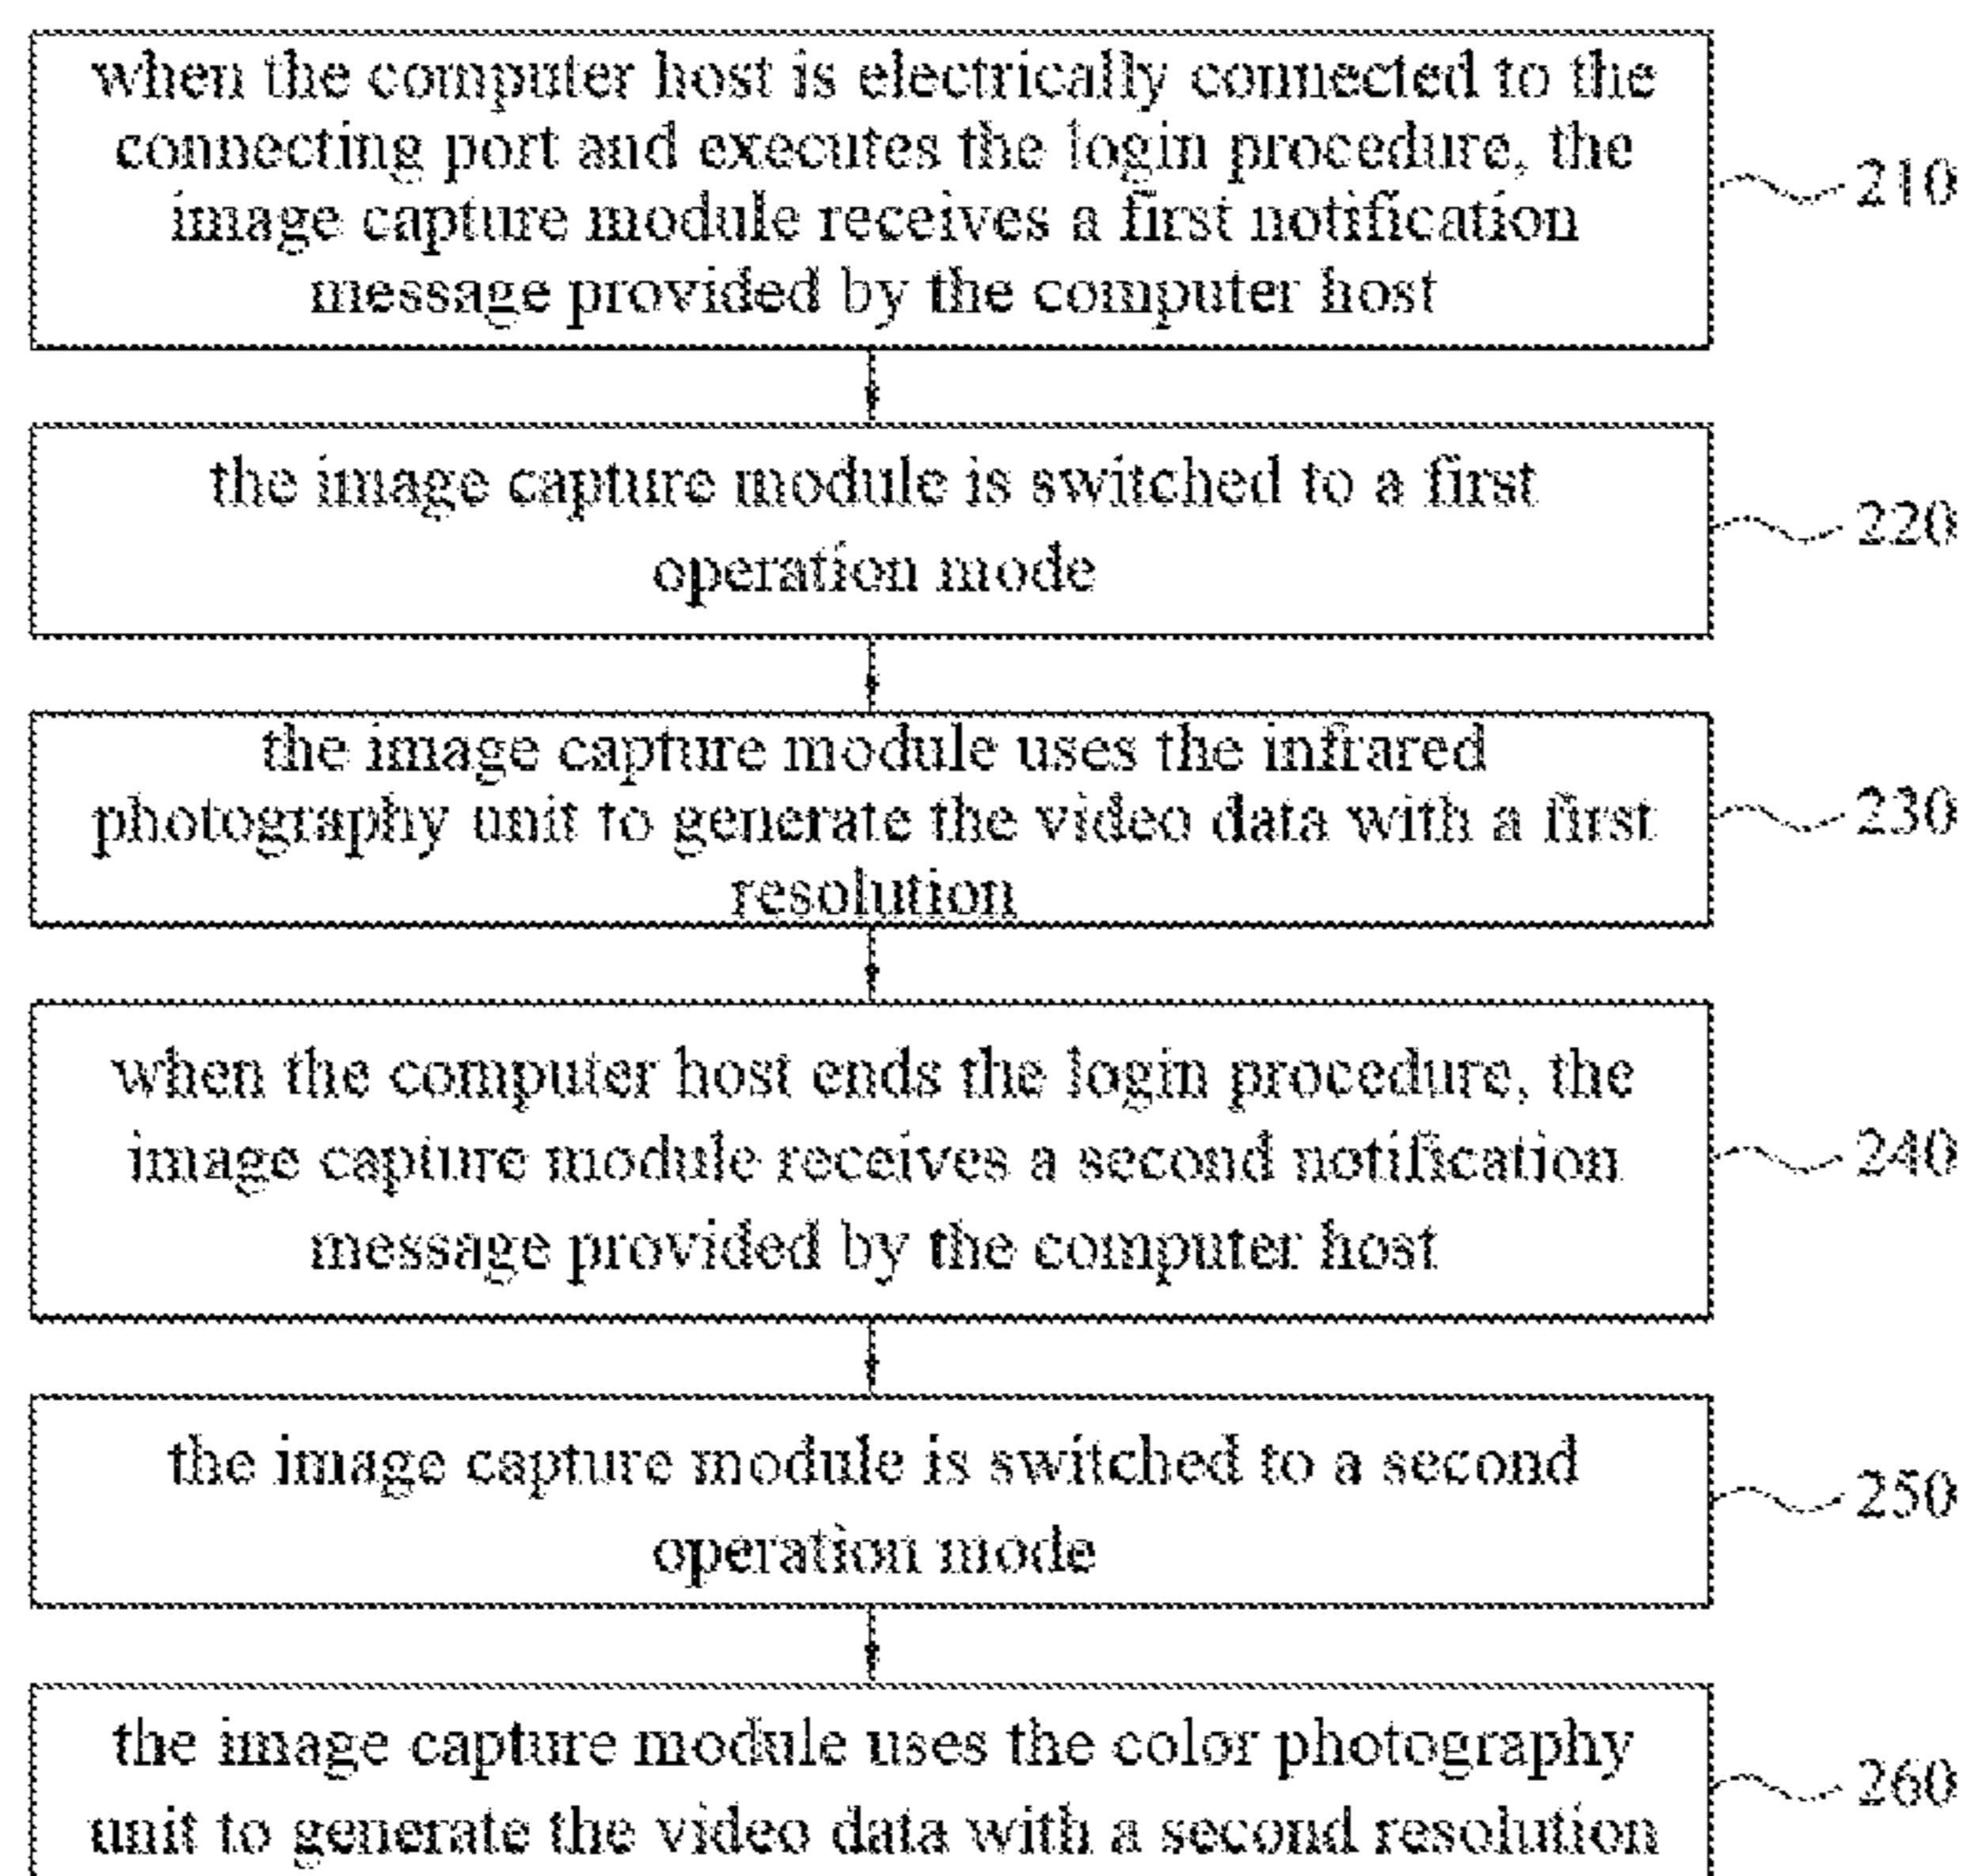 when the computer host is electrically connected to the
connecting port and executes the login procedure, the
image capture module receives a first notification
message provided by the computer host
210
the image capture module is switched to a first
operation mode
220
the image capture module uses the infrared
photography unit to generate the video data with a first
resolution
230
when the computer host ends the login procedure, the
image capture module receives a second notification
message provided by the computer host
240
the image capture module is switched to a second
operation mode
250
the image capture module uses the color photography
unit to generate the video data with a second resolution
260